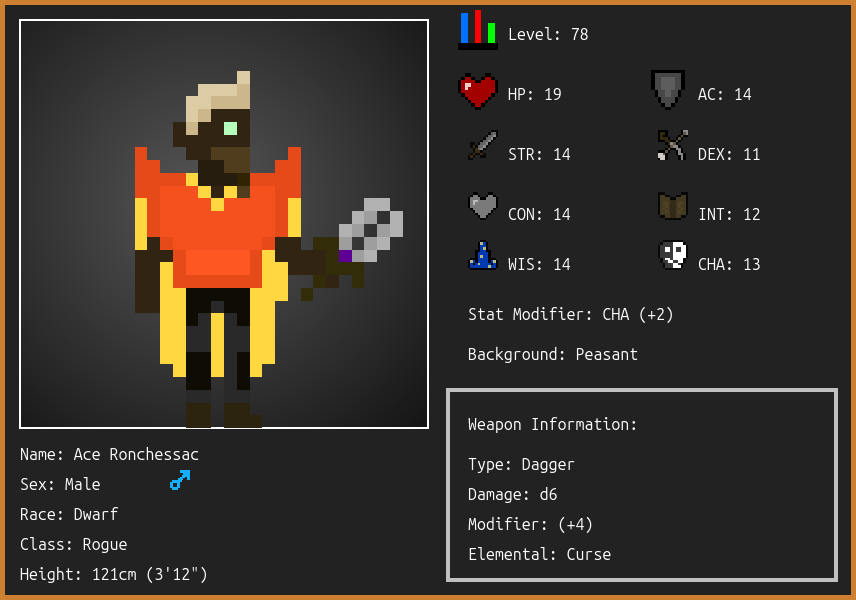 Level: 78
HP: 19
AC: 14
STR: 14
DEX: 11
CON: 14
INT: 12
WIS: 14
CHA: 13
Stat Modifier: CHA (+2)
Background: Peasant
Weapon Information:
Type: Dagger
Damage: d6
Modifier: (+4)
Elemental: Curse
Name: Ace Ronchessac
Sex: Male
Race: Dwarf
Class: Rogue
Height: 121cm (3'12")